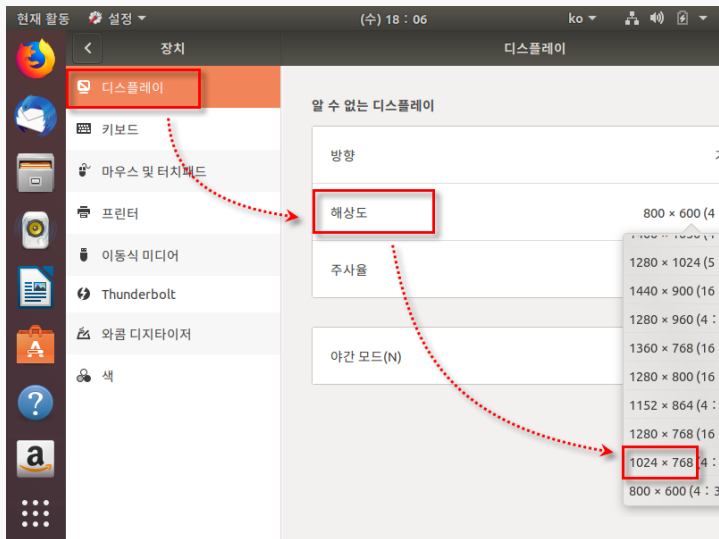 현재 활동 설정 (수) 18 : 06 ko
장치 디스플레이
디스플레이
키보드
마우스 및 터치패드
프린터
이동식 미디어
Thunderbolt
와콤 디지타이저
색
알 수 없는 디스플레이
방향
해상도 800 × 600 (4
주사율
야간 모드(N)
1280 × 1024 (5
1440 × 900 (16
1280 × 960 (4 :
1360 × 768 (16
1280 × 800 (16
1152 × 864 (4 :
1280 × 768 (16
1024 × 768 (4 :
800 × 600 (4 : 3